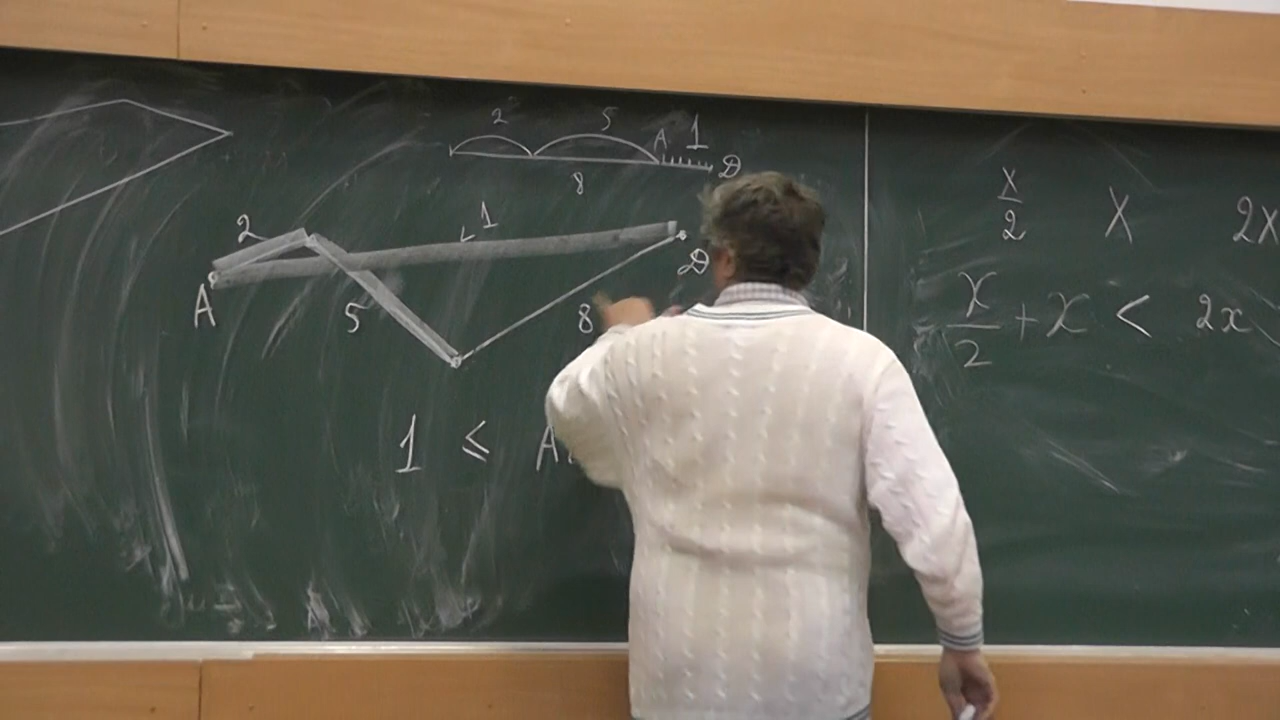 2 5 A 1 D
8
2 1 D
A 5 8
1 ≤ A
x/2 X 2X
x/2 + x < 2x